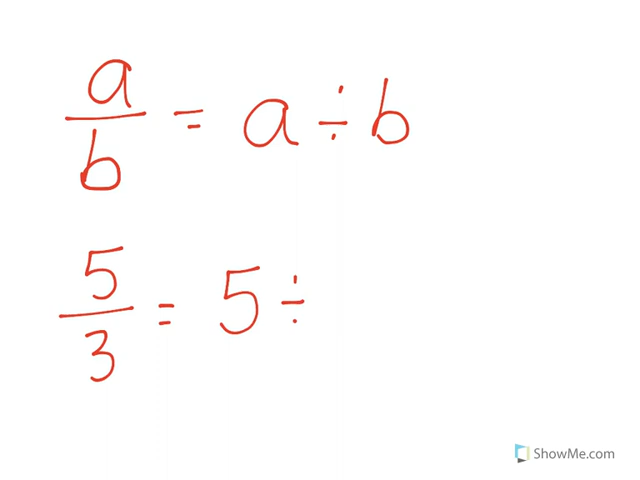 a/b = a ÷ b
5/3 = 5 ÷
ShowMe.com